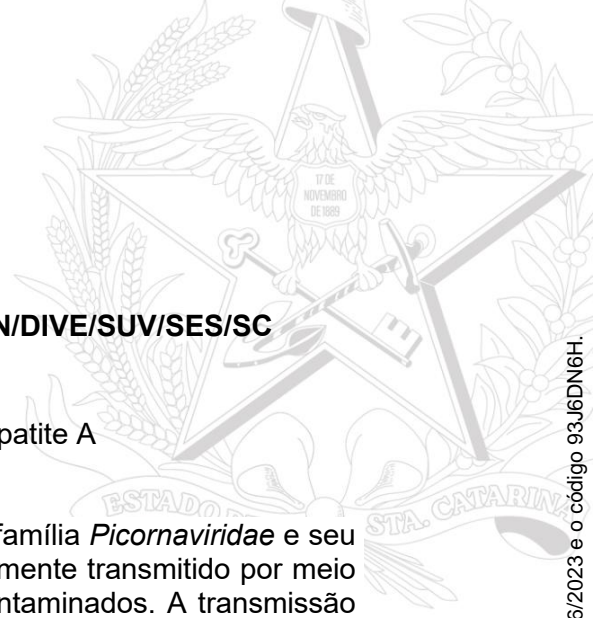 17 DE
NOVEMBRO
DE 1889
N/DIVE/SUV/SES/SC
patite A
ESTADO DE STA. CATARINA
família Picornaviridae e seu
mente transmitido por meio
ntaminados. A transmissão
6/2023 e o código 93J6DN6H.